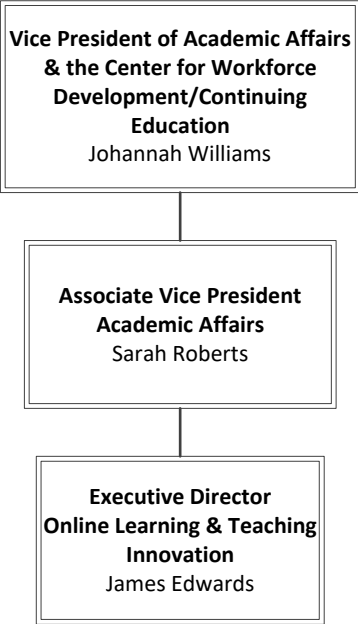 Vice President of Academic Affairs
& the Center for Workforce
Development/Continuing
Education
Johannah Williams
Associate Vice President
Academic Affairs
Sarah Roberts
Executive Director
Online Learning & Teaching
Innovation
James Edwards